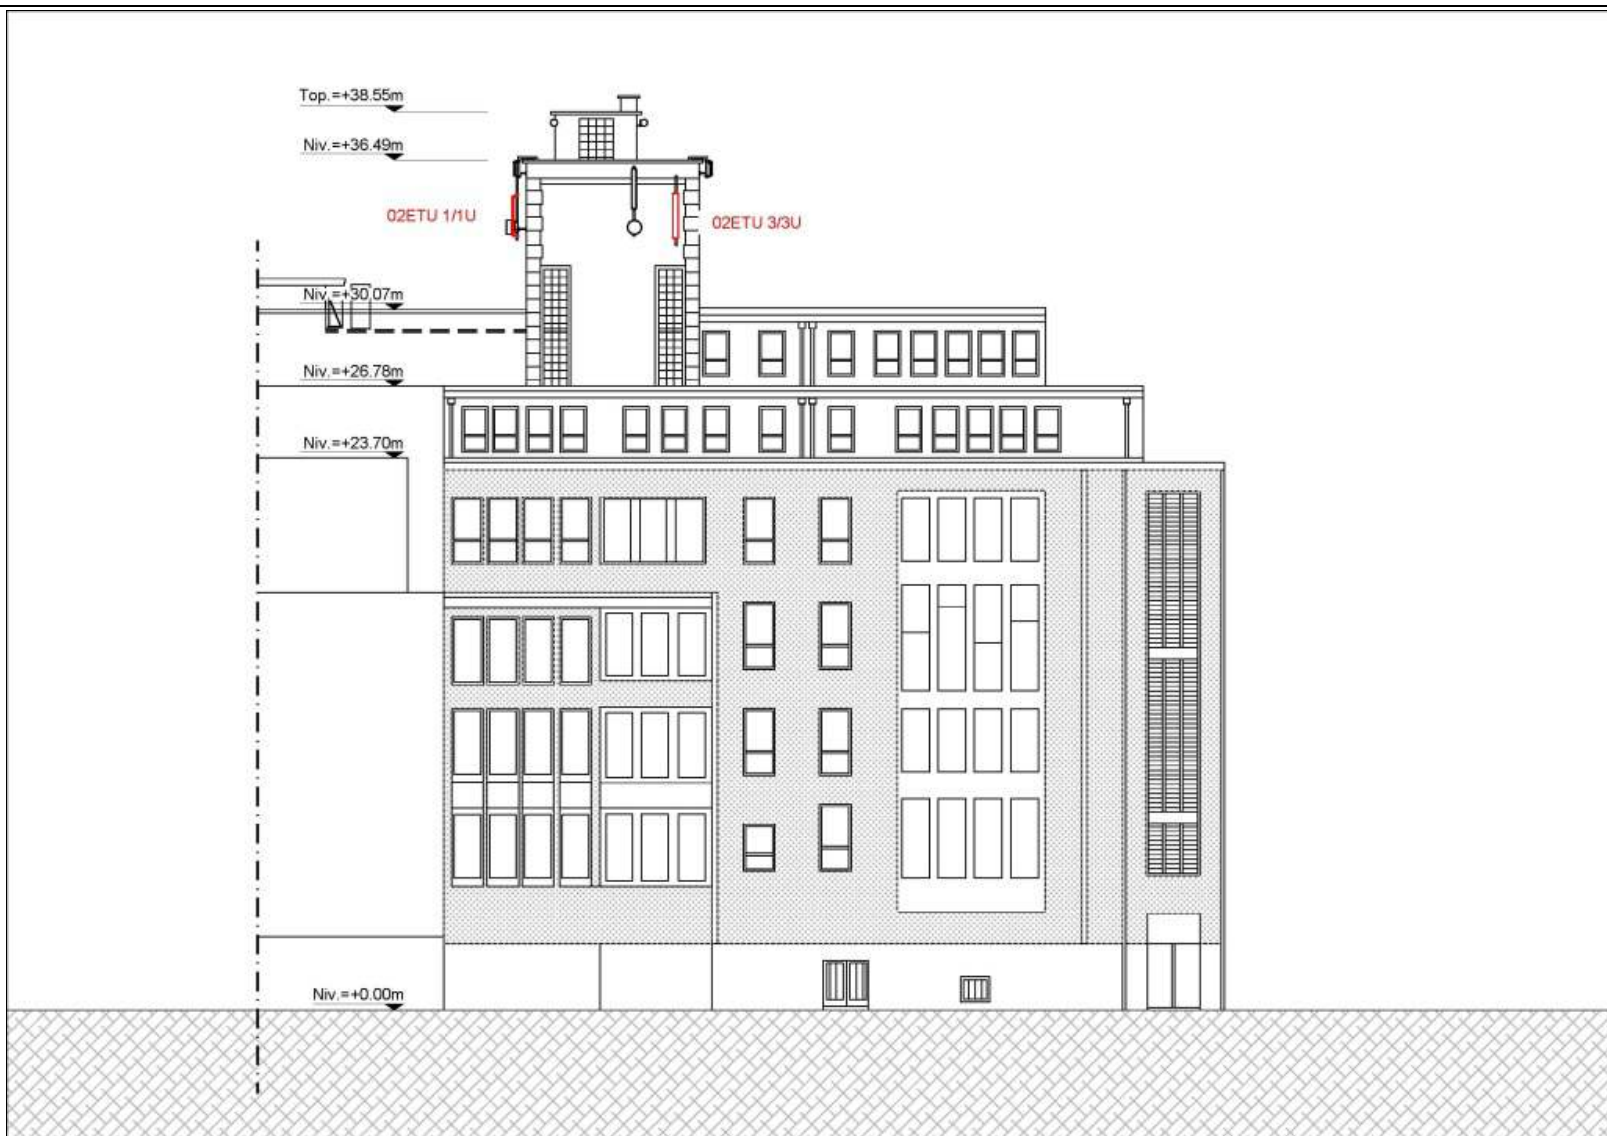 Top.=+38.55m
Niv.=+36.49m
02ETU 1/1U
02ETU 3/3U
Niv.=+30.07m
Niv.=+26.78m
Niv.=+23.70m
Niv.=+0.00m